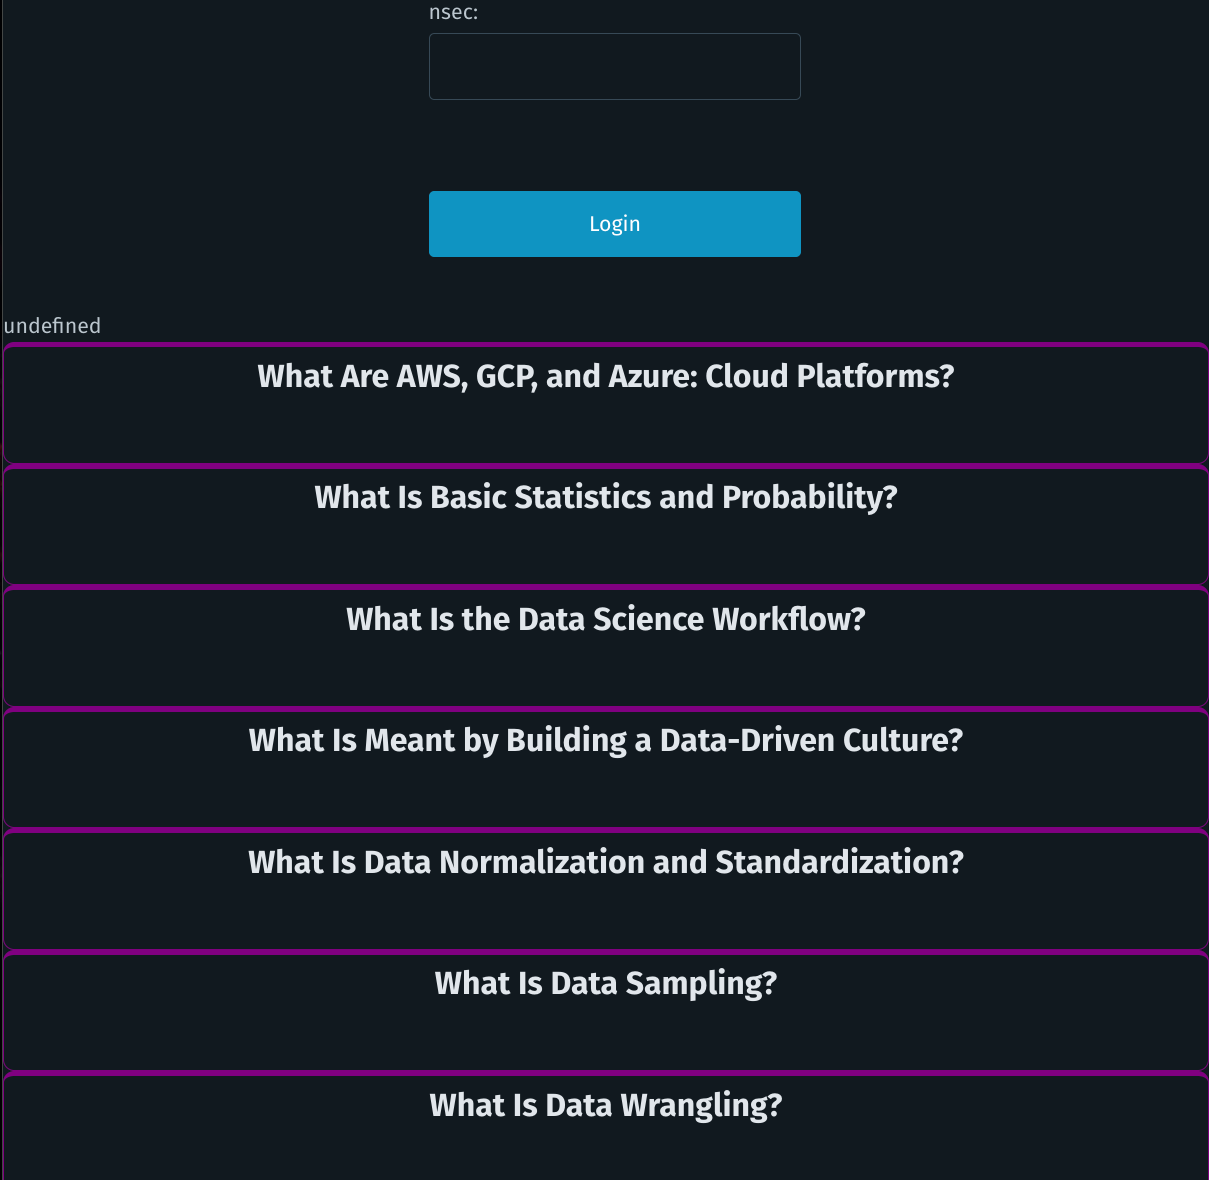 nsec:
Login
undefined
What Are AWS, GCP, and Azure: Cloud Platforms?
What Is Basic Statistics and Probability?
What Is the Data Science Workflow?
What Is Meant by Building a Data-Driven Culture?
What Is Data Normalization and Standardization?
What Is Data Sampling?
What Is Data Wrangling?